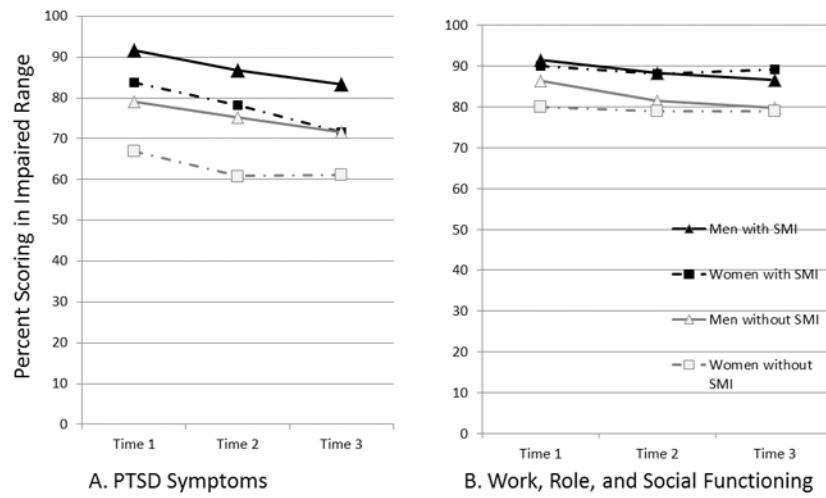 Percent Scoring in Impaired Range
100
90
80
70
60
50
40
30
20
10
0
Time 1 Time 2 Time 3
A. PTSD Symptoms
100
90
80
70
60
50
40
30
20
10
0
Men with SMI
Women with SMI
Men without SMI
Women without
SMI
Time 1 Time 2 Time 3
B. Work, Role, and Social Functioning